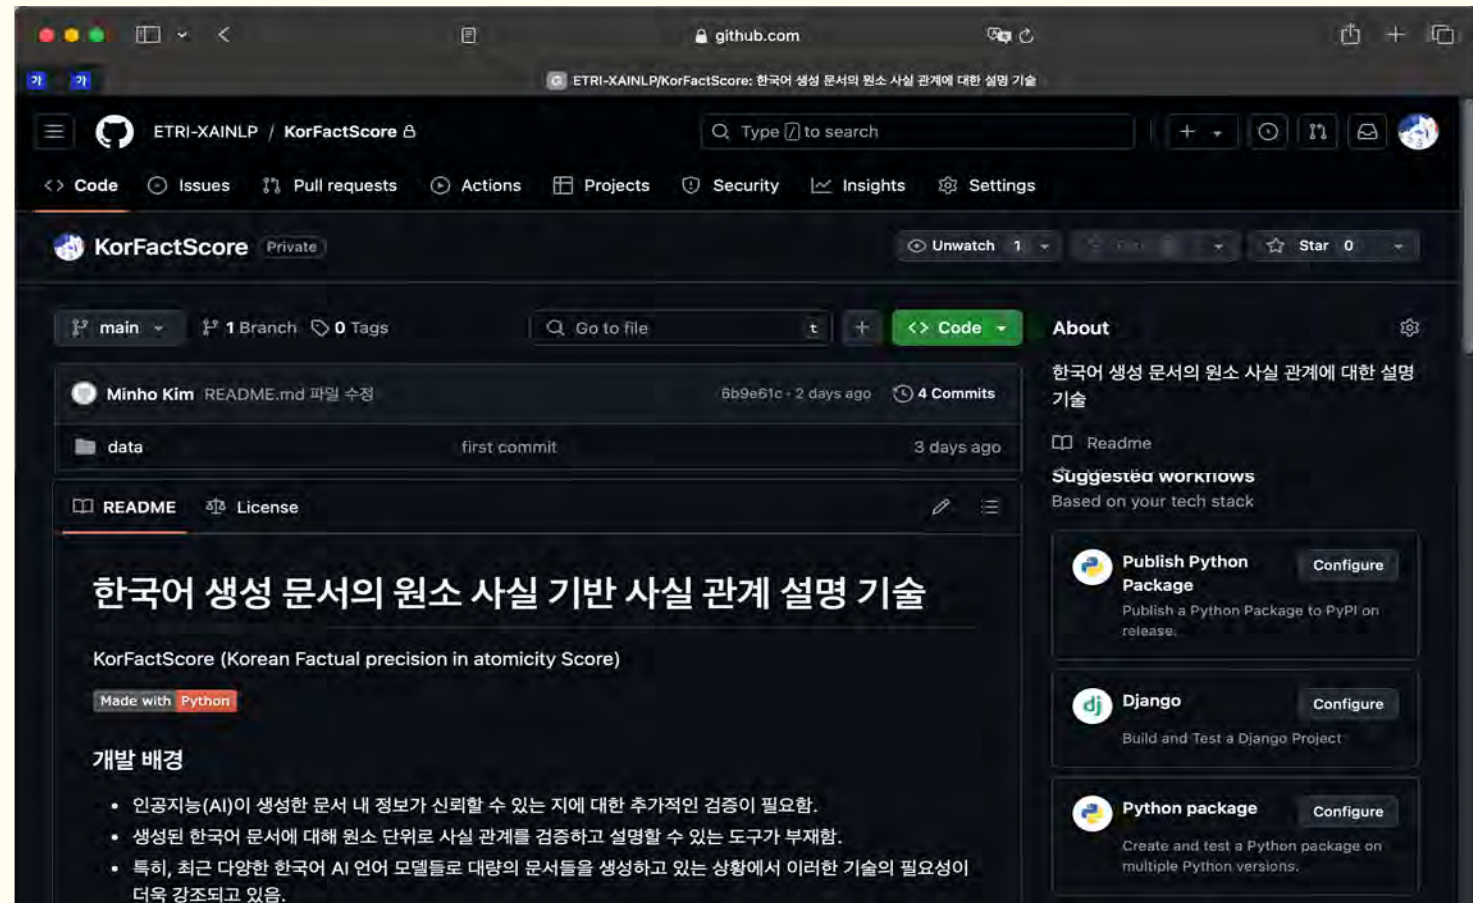 가 가
github.com
ETRI-XAINLP/KorFactScore: 한국어 생성 문서의 원소 사실 관계에 대한 설명 기술
ETRI-XAINLP / KorFactScore
Type / to search
Code Issues Pull requests Actions Projects Security Insights Settings
KorFactScore Private
Unwatch 1
Star 0
main 1 Branch 0 Tags
Go to file t
Code
About
한국어 생성 문서의 원소 사실 관계에 대한 설명
기술
Readme
Minho Kim README.md 파일 수정 6b9e61c · 2 days ago 4 Commits
data first commit 3 days ago
README License
한국어 생성 문서의 원소 사실 기반 사실 관계 설명 기술
KorFactScore (Korean Factual precision in atomicity Score)
Made with Python
개발 배경
• 인공지능(AI)이 생성한 문서 내 정보가 신뢰할 수 있는 지에 대한 추가적인 검증이 필요함.
• 생성된 한국어 문서에 대해 원소 단위로 사실 관계를 검증하고 설명할 수 있는 도구가 부재함.
• 특히, 최근 다양한 한국어 AI 언어 모델들로 대량의 문서들을 생성하고 있는 상황에서 이러한 기술의 필요성이
더욱 강조되고 있음.
Suggested workflows
Based on your tech stack
Publish Python
Package
Configure
Publish a Python Package to PyPI on
release.
dj
Django
Configure
Build and Test a Django Project
Python package
Configure
Create and test a Python package on
multiple Python versions.